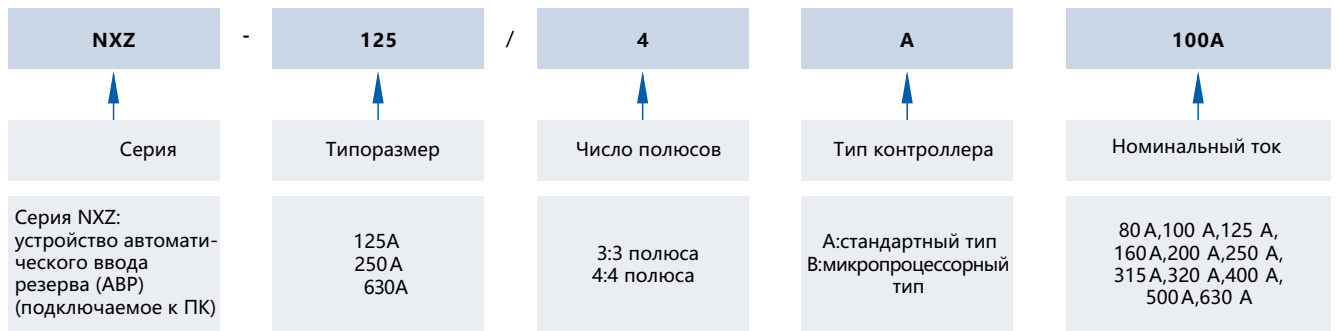 NXZ - 125 / 4 A 100A
Серия
Типоразмер
Число полюсов
Тип контроллера
Номинальный ток
Серия NXZ:
устройство автомати-
ческого ввода
резерва (АВР)
(подключаемое к ПК)
125А
250 А
630А
3:3 полюса
4:4 полюса
А:стандартный тип
В:микропроцессорный
тип
80 А,100 А,125 А,
160 А,200 А,250 А,
315 А,320 А,400 А,
500 А,630 А